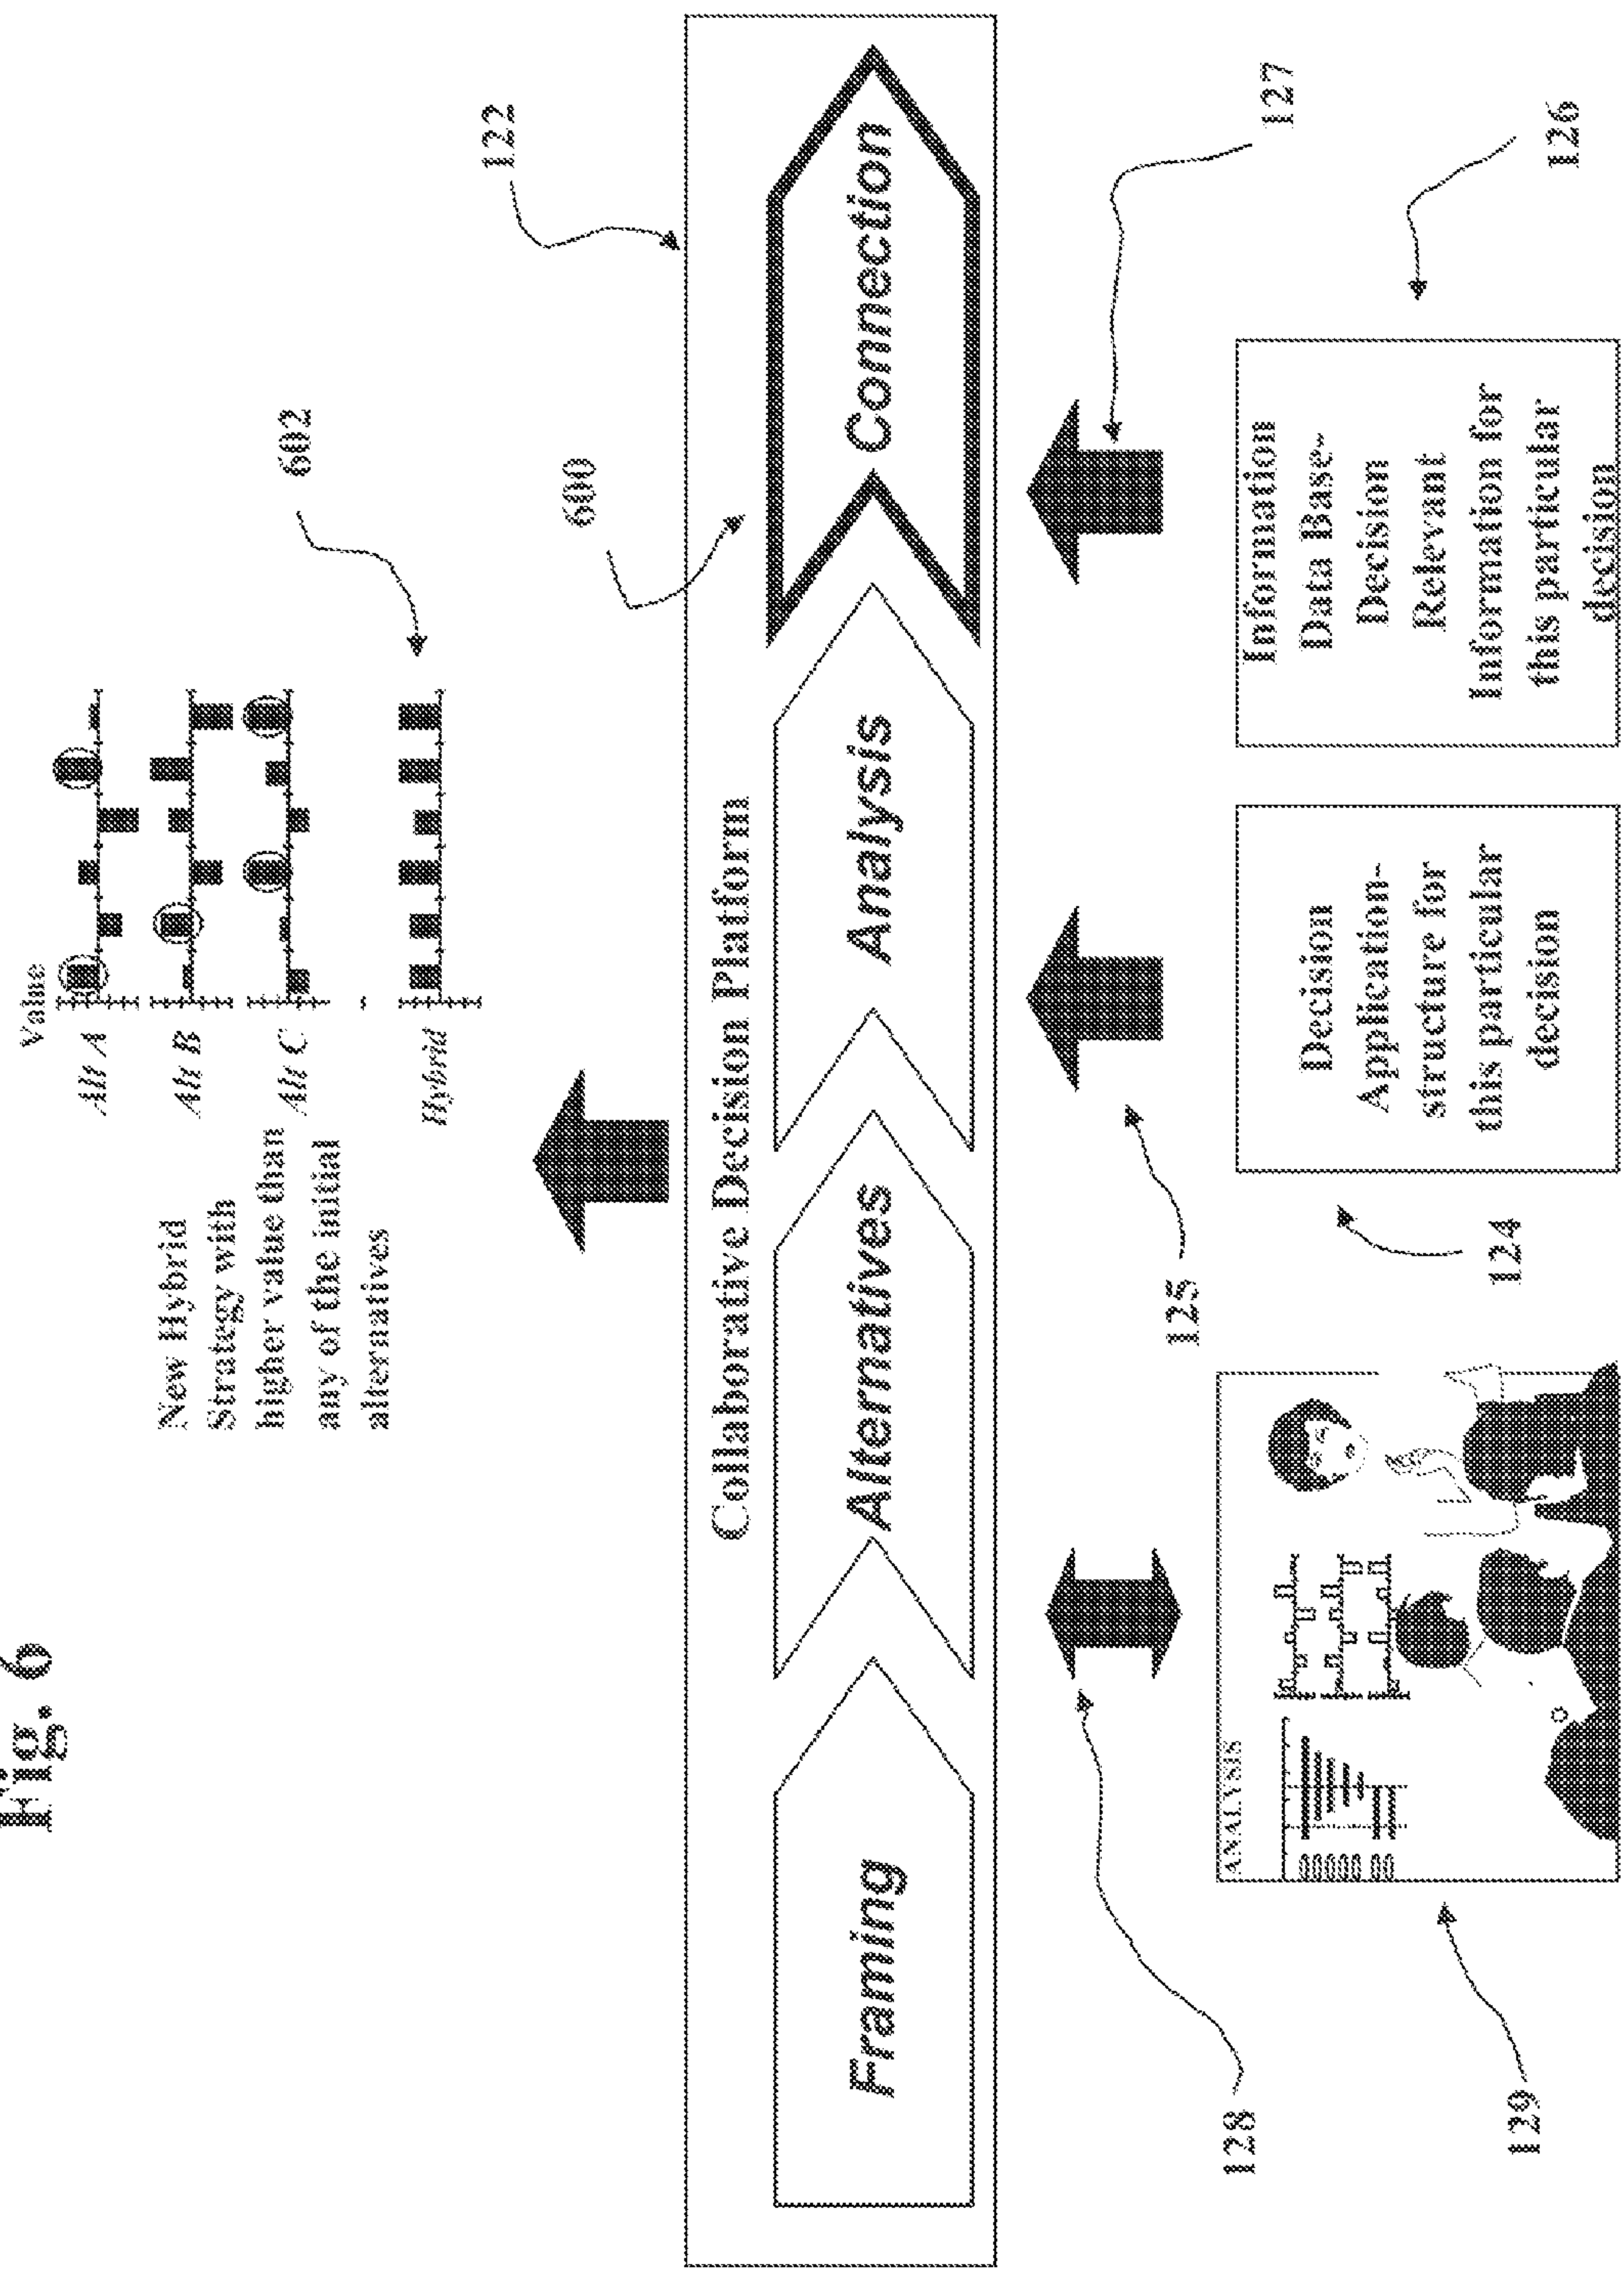 Fig. 6
New Hybrid
Strategy with
higher value than
any of the initial
alternatives
Value
Alt A
Alt B
Alt C
Hybrid
602
122
600
Collaborative Decision Platform
Framing
Alternatives
Analysis
Connection
128
125
127
ANALYSIS
129
124
Decision
Application-
structure for
this particular
decision
Information
Data Base-
Decision
Relevant
Information for
this particular
decision
126